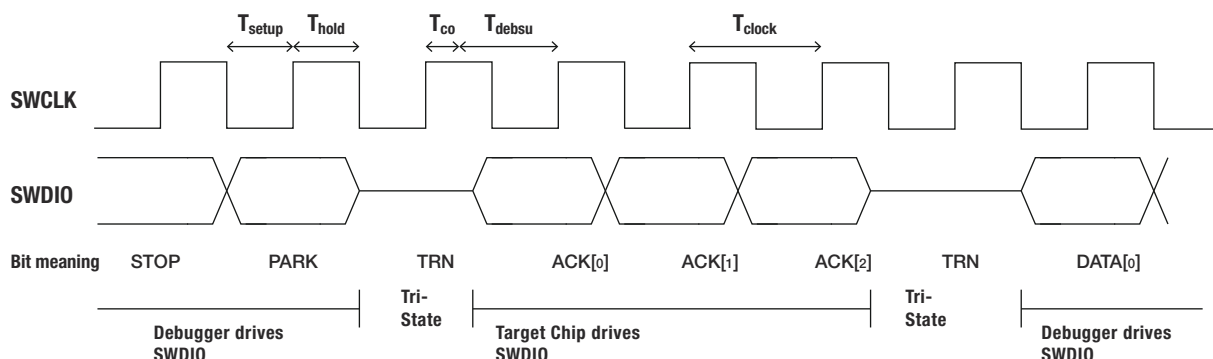 Tsetup Thold Tco Tdebsu Tclock
SWCLK
SWDIO
Bit meaning STOP PARK TRN ACK[0] ACK[1] ACK[2] TRN DATA[0]
Debugger drives
SWDIO
Tri-
State
Target Chip drives
SWDIO
Tri-
State
Debugger drives
SWDIO